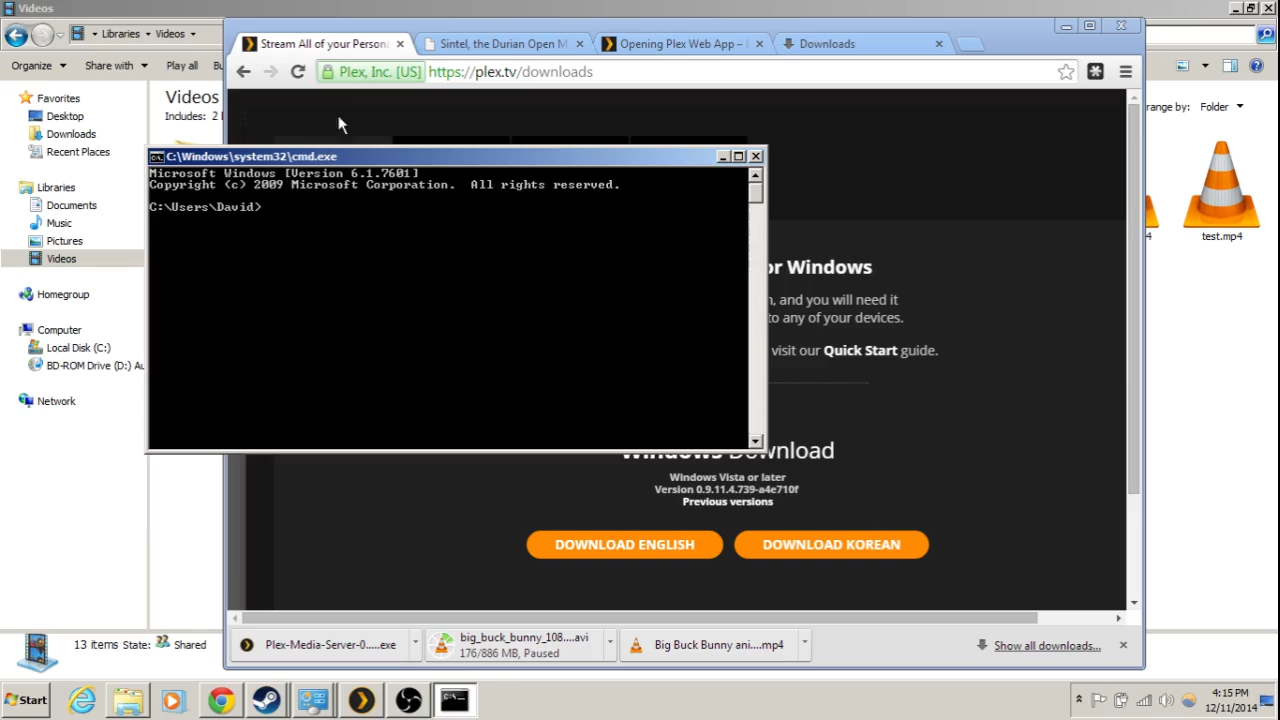 Videos
Libraries
Videos
Organize
Share with
Play all
Bu
Favorites
Desktop
Downloads
Recent Places
Libraries
Documents
Music
Pictures
Videos
Homegroup
Computer
Local Disk (C:)
BD-ROM Drive (D:) Au
Network
Videos
Includes: 2
range by: Folder
4
test.mp4
13 items State: Shared
Stream All of your Persona
Sintel, the Durian Open M
Opening Plex Web App –
Downloads
Plex, Inc. [US] https://plex.tv/downloads
C:\Windows\system32\cmd.exe
Microsoft Windows [Version 6.1.7601]
Copyright (c) 2009 Microsoft Corporation. All rights reserved.
C:\Users\David>
or Windows
n, and you will need it
to any of your devices.
visit our Quick Start guide.
Windows Download
Windows Vista or later
Version 0.9.11.4.739-a4e710f
Previous versions
DOWNLOAD ENGLISH
DOWNLOAD KOREAN
Plex-Media-Server-0.....exe
big_buck_bunny_108....avi
176/886 MB, Paused
Big Buck Bunny ani....mp4
Show all downloads...
Start
4:15 PM
12/11/2014